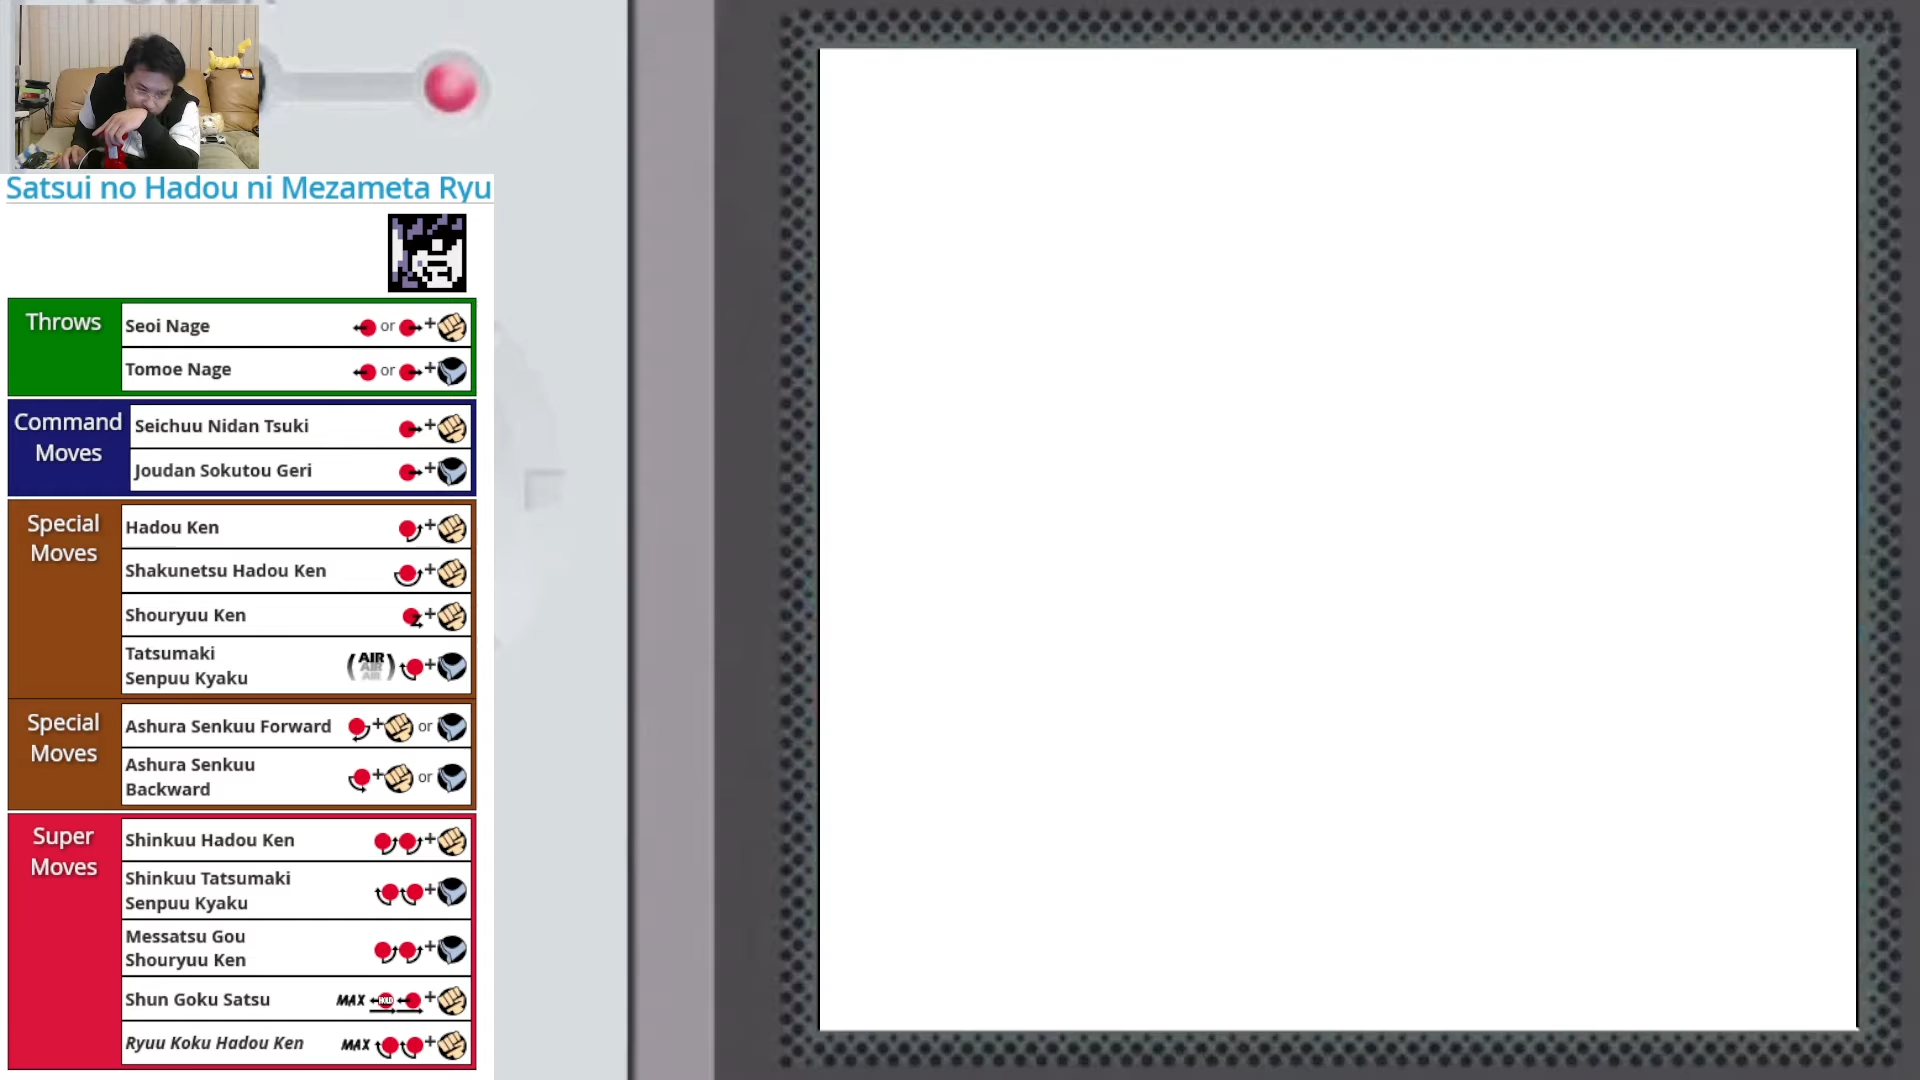 Satsui no Hadou ni Mezameta Ryu
Throws
Seoi Nage
or
+
Tomoe Nage
or
+
Command
Moves
Seichuu Nidan Tsuki
+
Joudan Sokutou Geri
+
Special
Moves
Hadou Ken
+
Shakunetsu Hadou Ken
+
Shouryuu Ken
+
Tatsumaki
Senpuu Kyaku
(AIR)
+
Special
Moves
Ashura Senkuu Forward
+
or
Ashura Senkuu
Backward
+
or
Super
Moves
Shinkuu Hadou Ken
+
Shinkuu Tatsumaki
Senpuu Kyaku
+
Messatsu Gou
Shouryuu Ken
+
Shun Goku Satsu
MAX
HOLD
+
Ryuu Koku Hadou Ken
MAX
+